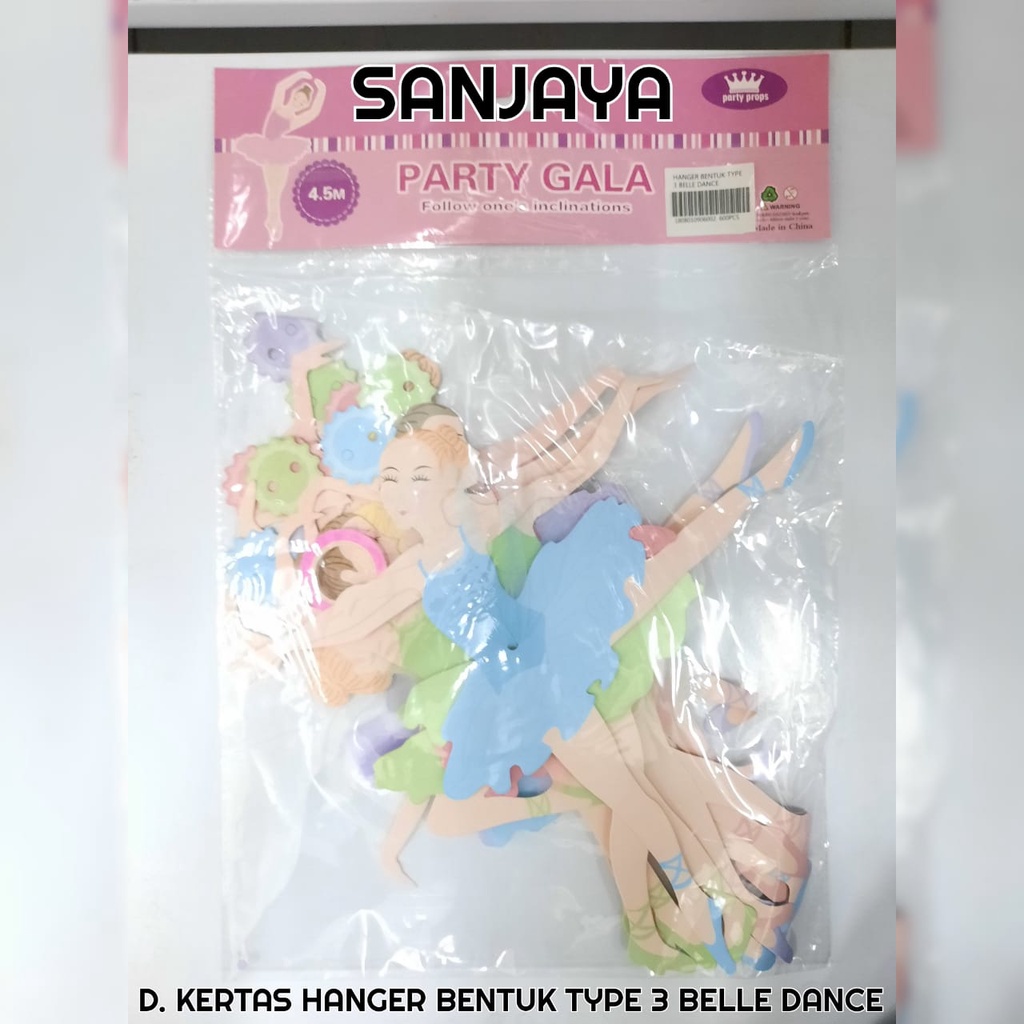 SANJAYA
party props
4.5M
PARTY GALA
Follow one's inclinations
HANGER BENTUK TYPE
3 BELLE DANCE
600PCS
WARNING
Made in China
D. KERTAS HANGER BENTUK TYPE 3 BELLE DANCE